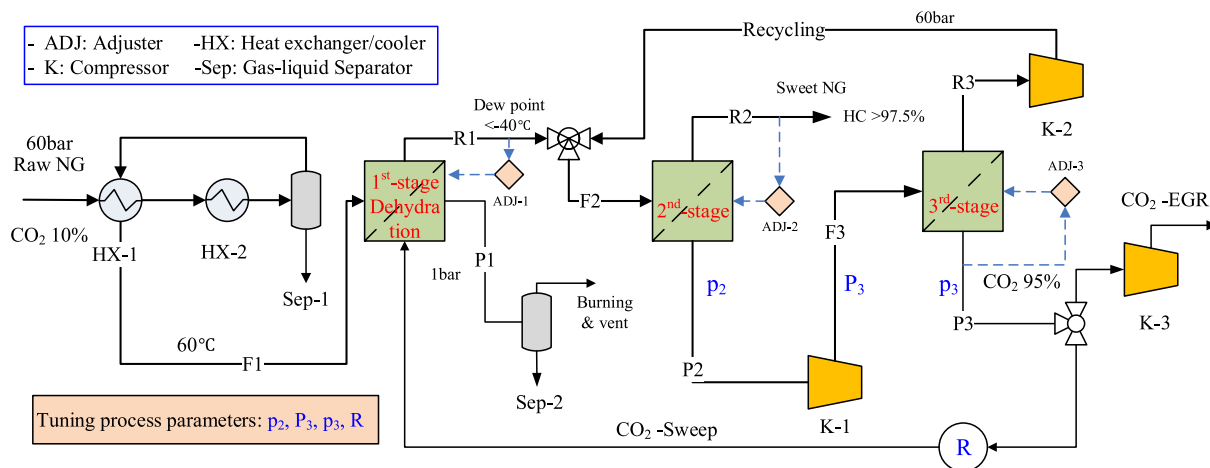 - ADJ: Adjuster -HX: Heat exchanger/cooler
- K: Compressor -Sep: Gas-liquid Separator
60bar
Recycling
K-2
Dew point
<-40℃
R1
R2
Sweet NG
HC >97.5%
R3
60bar
Raw NG
CO2 10%
HX-1
HX-2
Sep-1
1st-stage
Dehydra
tion
ADJ-1
F2
2nd-stage
ADJ-2
F3
3rd-stage
ADJ-3
CO2 -EGR
1bar
P1
p2
P3
p3
CO2 95%
P3
K-3
Burning
& vent
60℃
F1
Sep-2
P2
K-1
Tuning process parameters: p2, P3, p3, R
CO2 -Sweep
R